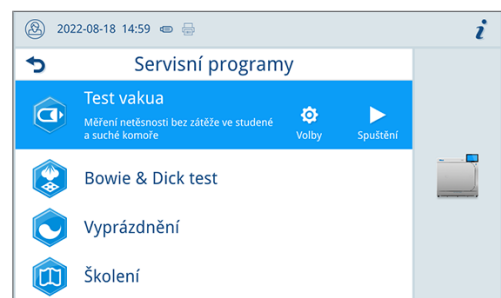 2022-08-18 14:59
i
Servisní programy
Test vakua
Měření netěsnosti bez zátěže ve studené
a suché komoře
Volby
Spuštění
Bowie & Dick test
Vyprázdnění
Školení